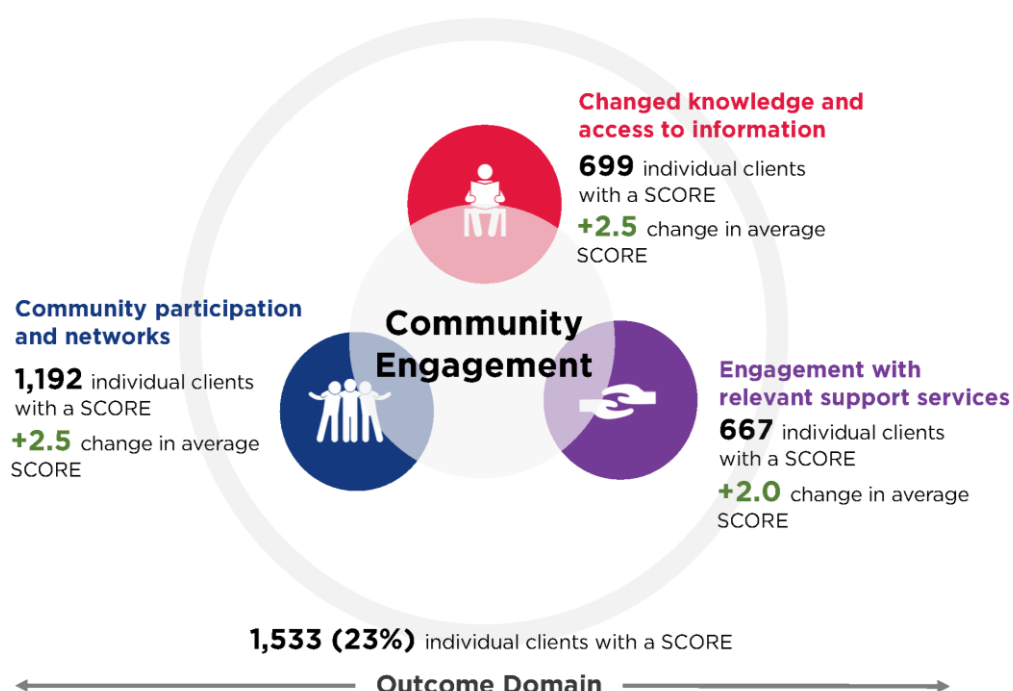 Changed knowledge and
access to information
699 individual clients
with a SCORE
+2.5 change in average
SCORE
Community participation
and networks
1,192 individual clients
with a SCORE
+2.5 change in average
SCORE
Community
Engagement
Engagement with
relevant support services
667 individual clients
with a SCORE
+2.0 change in average
SCORE
1,533 (23%) individual clients with a SCORE
Outcome Domain